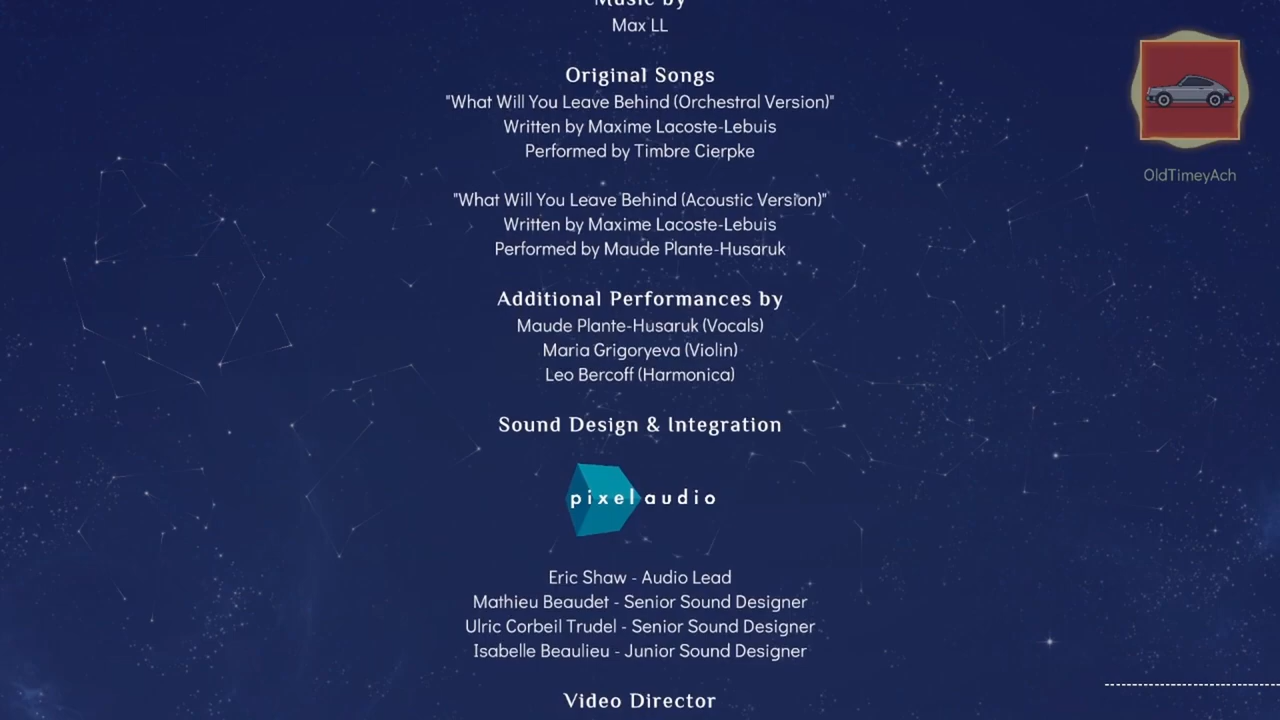 Music by
Max LL
Original Songs
"What Will You Leave Behind (Orchestral Version)"
Written by Maxime Lacoste-Lebuis
Performed by Timbre Cierpke
"What Will You Leave Behind (Acoustic Version)"
Written by Maxime Lacoste-Lebuis
Performed by Maude Plante-Husaruk
Additional Performances by
Maude Plante-Husaruk (Vocals)
Maria Grigoryeva (Violin)
Leo Bercoff (Harmonica)
Sound Design & Integration
pixelaudio
Eric Shaw - Audio Lead
Mathieu Beaudet - Senior Sound Designer
Ulric Corbeil Trudel - Senior Sound Designer
Isabelle Beaulieu - Junior Sound Designer
Video Director
OldTimeyAch